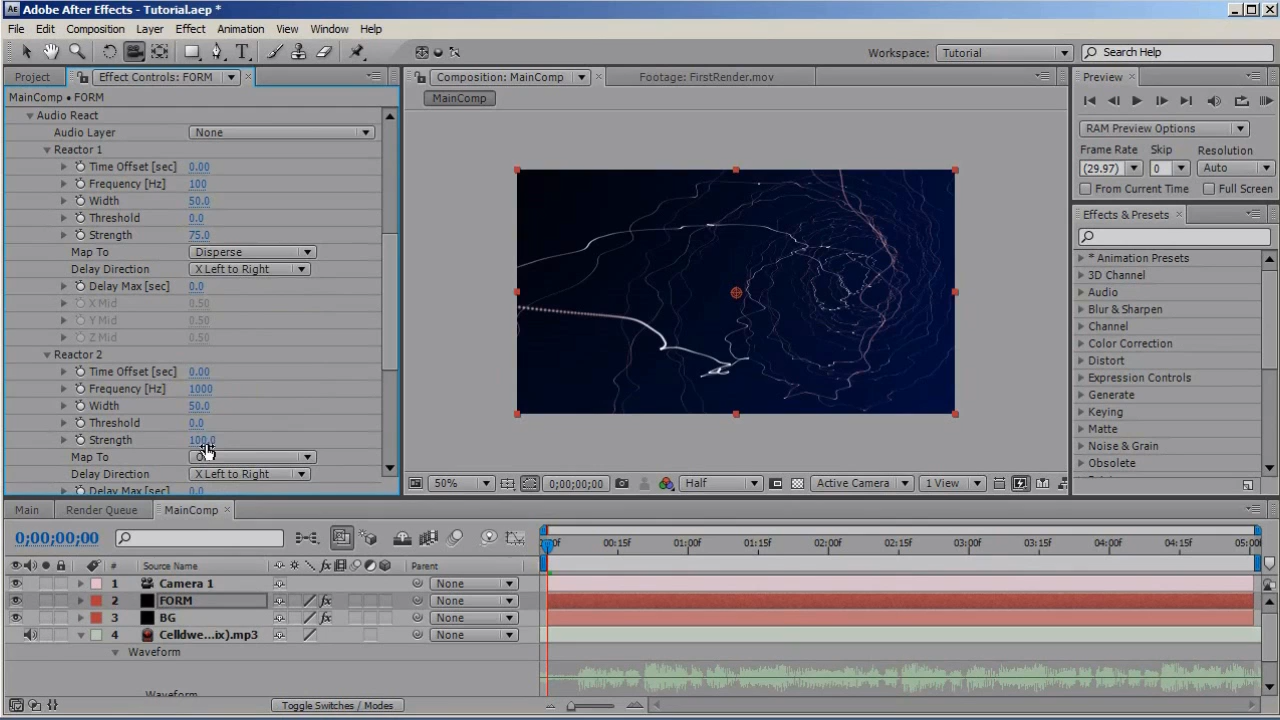 Adobe After Effects - Tutorial.aep *
File Edit Composition Layer Effect Animation View Window Help
Workspace: Tutorial Search Help
Project Effect Controls: FORM Composition: MainComp Footage: FirstRender.mov Preview
MainComp • FORM MainComp
Audio React
Audio Layer None RAM Preview Options
Reactor 1 Frame Rate Skip Resolution
Time Offset [sec] 0.00 (29.97) 0 Auto
Frequency [Hz] 100 From Current Time Full Screen
Width 50.0
Threshold 0.0 Effects & Presets
Strength 75.0
Map To Disperse * Animation Presets
Delay Direction X Left to Right 3D Channel
Delay Max [sec] 0.0 Audio
X Mid 0.50 Blur & Sharpen
Y Mid 0.50 Channel
Z Mid 0.50 Color Correction
Reactor 2 Distort
Time Offset [sec] 0.00 Expression Controls
Frequency [Hz] 1000 Generate
Width 50.0 Keying
Threshold 0.0 Matte
Strength 100.0 Noise & Grain
Map To Obsolete
Delay Direction X Left to Right
Delay Max [sec] 0.0 50% 0;00;00;00 Half Active Camera 1 View
Main Render Queue MainComp
0;00;00;00 00:15f 01:00f 01:15f 02:00f 02:15f 03:00f 03:15f 04:00f 04:15f 05:00
# Source Name Parent
1 Camera 1 None
2 FORM None
3 BG None
4 Celldwe...ix).mp3 None
Waveform
Waveform
Toggle Switches / Modes